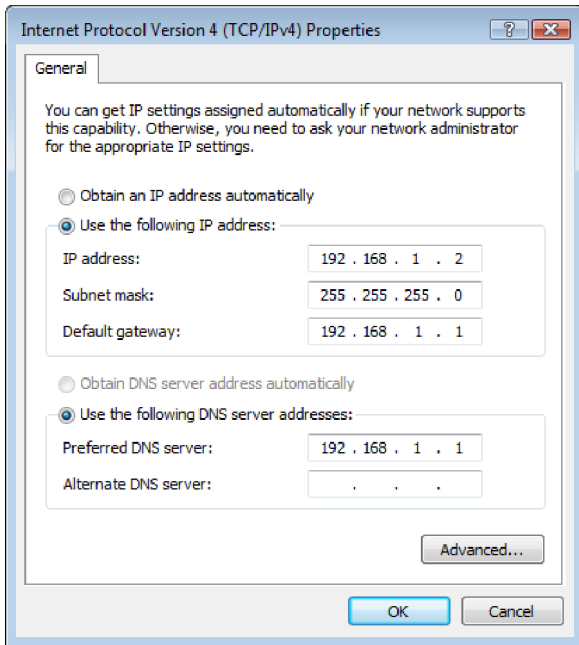 Internet Protocol Version 4 (TCP/IPv4) Properties
General
You can get IP settings assigned automatically if your network supports
this capability. Otherwise, you need to ask your network administrator
for the appropriate IP settings.
Obtain an IP address automatically
Use the following IP address:
IP address: 192 . 168 . 1 . 2
Subnet mask: 255 . 255 . 255 . 0
Default gateway: 192 . 168 . 1 . 1
Obtain DNS server address automatically
Use the following DNS server addresses:
Preferred DNS server: 192 . 168 . 1 . 1
Alternate DNS server: . . .
Advanced...
OK Cancel